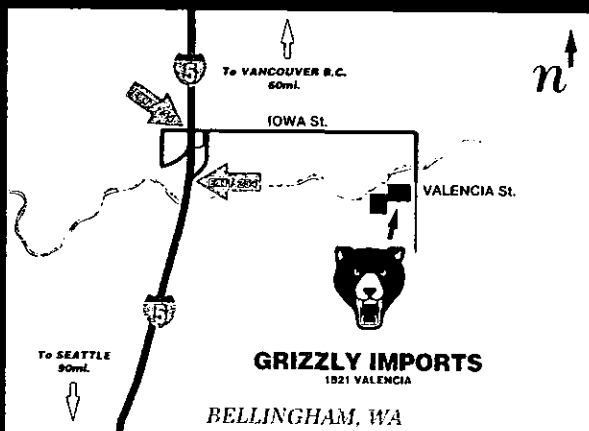 To VANCOUVER B.C.
60mi.
n
5
IOWA St.
VALENCIA St.
5
To SEATTLE
90mi.
GRIZZLY IMPORTS
1821 VALENCIA
BELLINGHAM, WA